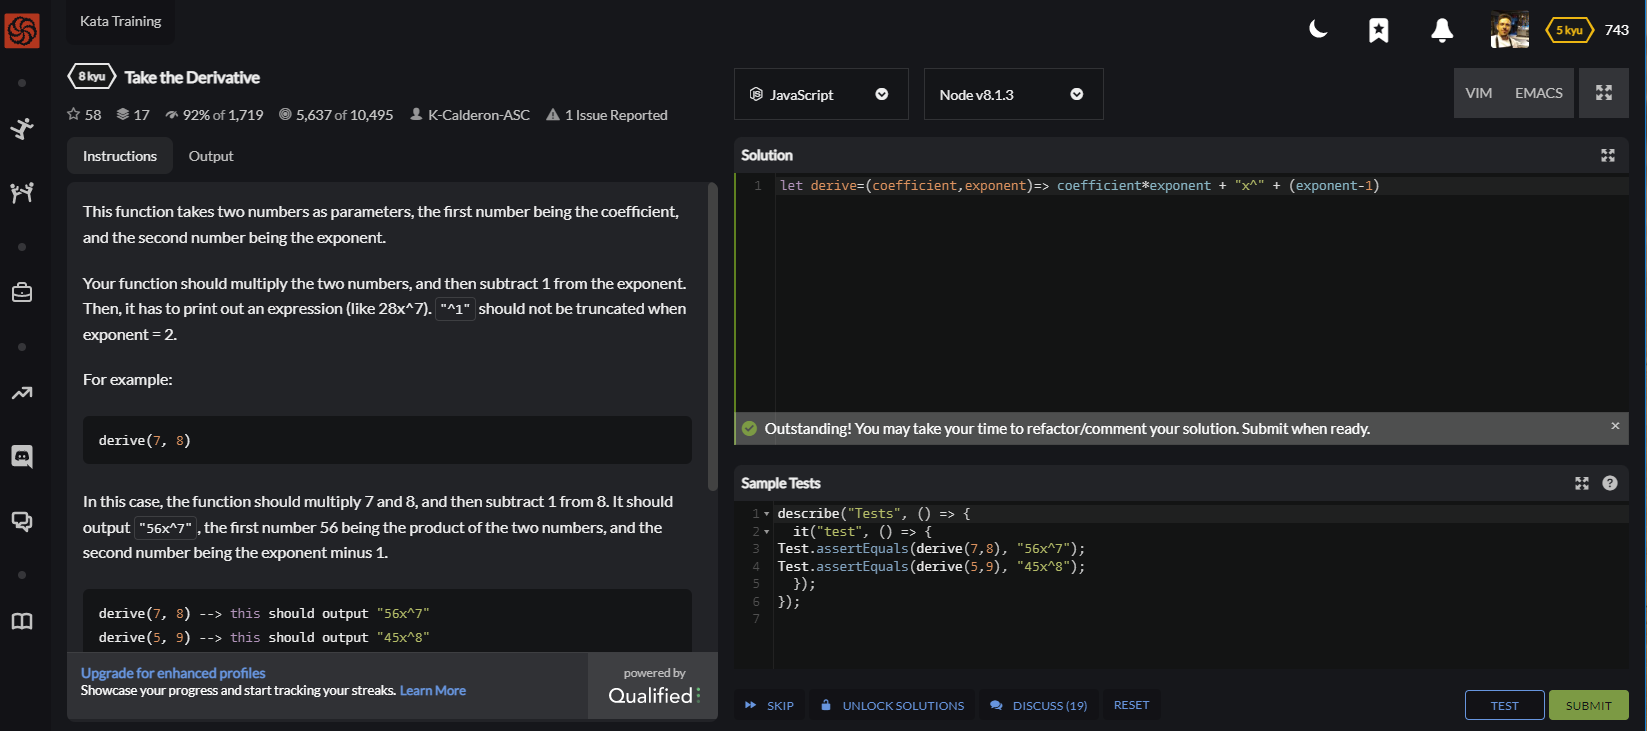 Kata Training
5 kyu
743
8 kyu
Take the Derivative
58
17
92% of 1,719
5,637 of 10,495
K-Calderon-ASC
1 Issue Reported
Instructions
Output
This function takes two numbers as parameters, the first number being the coefficient,
and the second number being the exponent.
Your function should multiply the two numbers, and then subtract 1 from the exponent.
Then, it has to print out an expression (like 28x^7). "^1" should not be truncated when
exponent = 2.
For example:
derive(7, 8)
In this case, the function should multiply 7 and 8, and then subtract 1 from 8. It should
output "56x^7", the first number 56 being the product of the two numbers, and the
second number being the exponent minus 1.
derive(7, 8) --> this should output "56x^7"
derive(5, 9) --> this should output "45x^8"
Upgrade for enhanced profiles
Showcase your progress and start tracking your streaks. Learn More
powered by
Qualified
JavaScript
Node v8.1.3
VIM
EMACS
Solution
1 let derive=(coefficient,exponent)=> coefficient*exponent + "x^" + (exponent-1)
Outstanding! You may take your time to refactor/comment your solution. Submit when ready.
×
Sample Tests
?
1 describe("Tests", () => {
2 it("test", () => {
3 Test.assertEquals(derive(7,8), "56x^7");
4 Test.assertEquals(derive(5,9), "45x^8");
5 });
6 });
7
SKIP
UNLOCK SOLUTIONS
DISCUSS (19)
RESET
TEST
SUBMIT